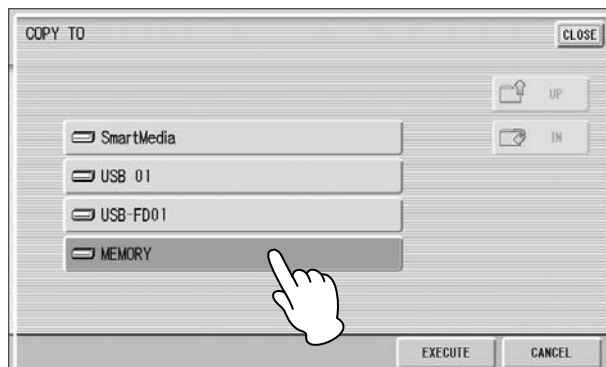 COPY TO
CLOSE
UP
SmartMedia
IN
USB 01
USB-FD01
MEMORY
EXECUTE
CANCEL